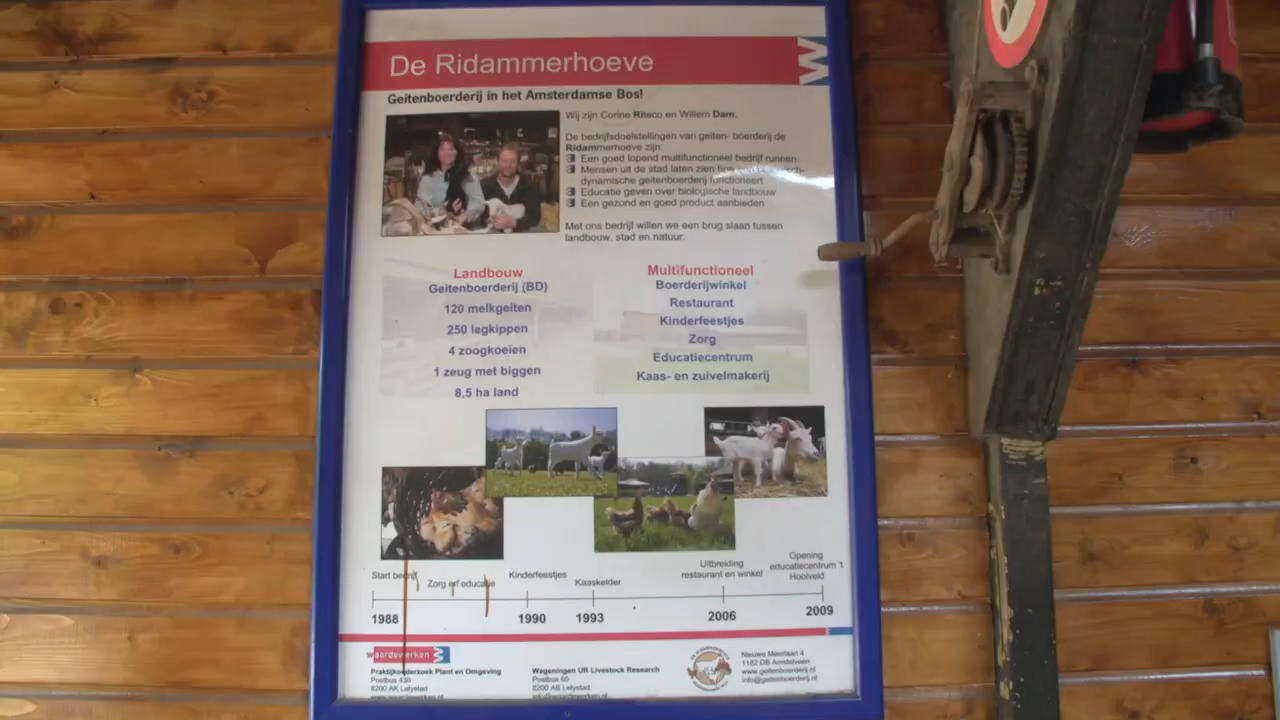 De Ridammerhoeve
Geitenboerderij in het Amsterdamse Bos!
Wij zijn Corine Riteco en Willem Dam.
De bedrijfsdoelstellingen van geiten- boerderij de
Ridammerhoeve zijn:
Een goed lopend multifunctioneel bedrijf runnen.
Mensen uit de stad laten zien
dynamische geitenboerderij functioneert
Educatie geven over biologische landbouw
Een gezond en goed product aanbieden
Met ons bedrijf willen we een brug slaan tussen
landbouw, stad en natuur.
Landbouw
Geitenboerderij (BD)
120 melkgeiten
250 legkippen
4 zoogkoeien
1 zeug met biggen
8,5 ha land
Multifunctioneel
Boerderijwinkel
Restaurant
Kinderfeestjes
Zorg
Educatiecentrum
Kaas- en zuivelmakerij
Start bedrijf
Zorg en educatie
Kinderfeestjes
Kaaskelder
Uitbreiding
restaurant en winkel
Opening
educatiecentrum 't
Hooiveld
1988
1990
1993
2006
2009
waardewerken
Praktijkonderzoek Plant en Omgeving
Postbus 430
8200 AK Lelystad
www.waardewerken.nl
Wageningen UR Livestock Research
Postbus 65
8200 AB Lelystad
Nieuwe Meerlaan 4
1182 DB Amstelveen
www.geitenboerderij.nl
info@geitenboerderij.nl